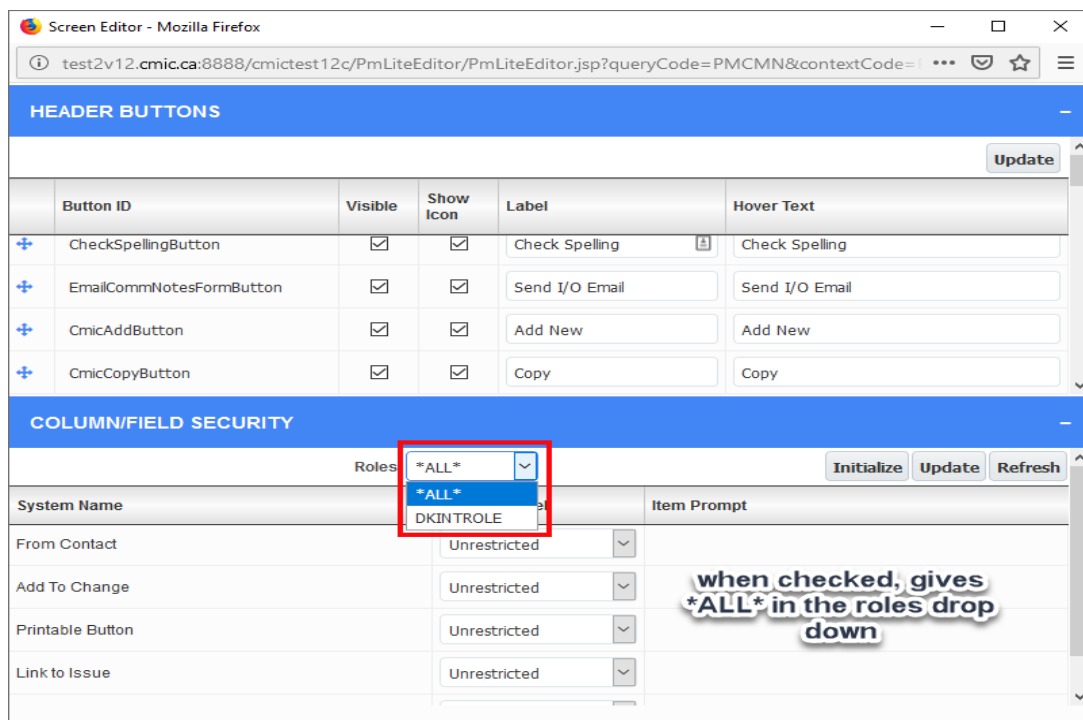 Screen Editor - Mozilla Firefox
test2v12.cmic.ca:8888/cmictest12c/PmLiteEditor/PmLiteEditor.jsp?queryCode=PMCMN&contextCode=
HEADER BUTTONS
Update
Button ID Visible Show Icon Label Hover Text
CheckSpellingButton Check Spelling Check Spelling
EmailCommNotesFormButton Send I/O Email Send I/O Email
CmicAddButton Add New Add New
CmicCopyButton Copy Copy
COLUMN/FIELD SECURITY
Roles *ALL* Initialize Update Refresh
*ALL*
DKINTROLE
System Name Item Prompt
From Contact Unrestricted
Add To Change Unrestricted
Printable Button Unrestricted
Link to Issue Unrestricted
when checked, gives
*ALL* in the roles drop
down